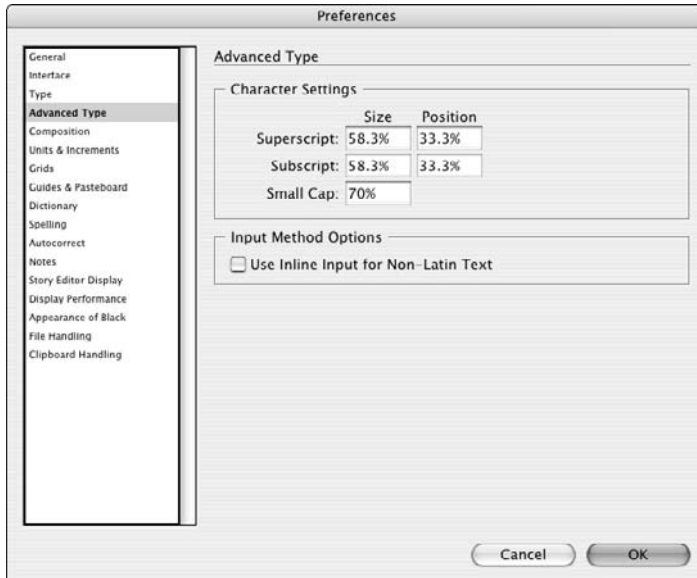 Preferences
General
Interface
Type
Advanced Type
Composition
Units & Increments
Grids
Guides & Pasteboard
Dictionary
Spelling
Autocorrect
Notes
Story Editor Display
Display Performance
Appearance of Black
File Handling
Clipboard Handling
Advanced Type
Character Settings
Size Position
Superscript: 58.3% 33.3%
Subscript: 58.3% 33.3%
Small Cap: 70%
Input Method Options
Use Inline Input for Non-Latin Text
Cancel OK